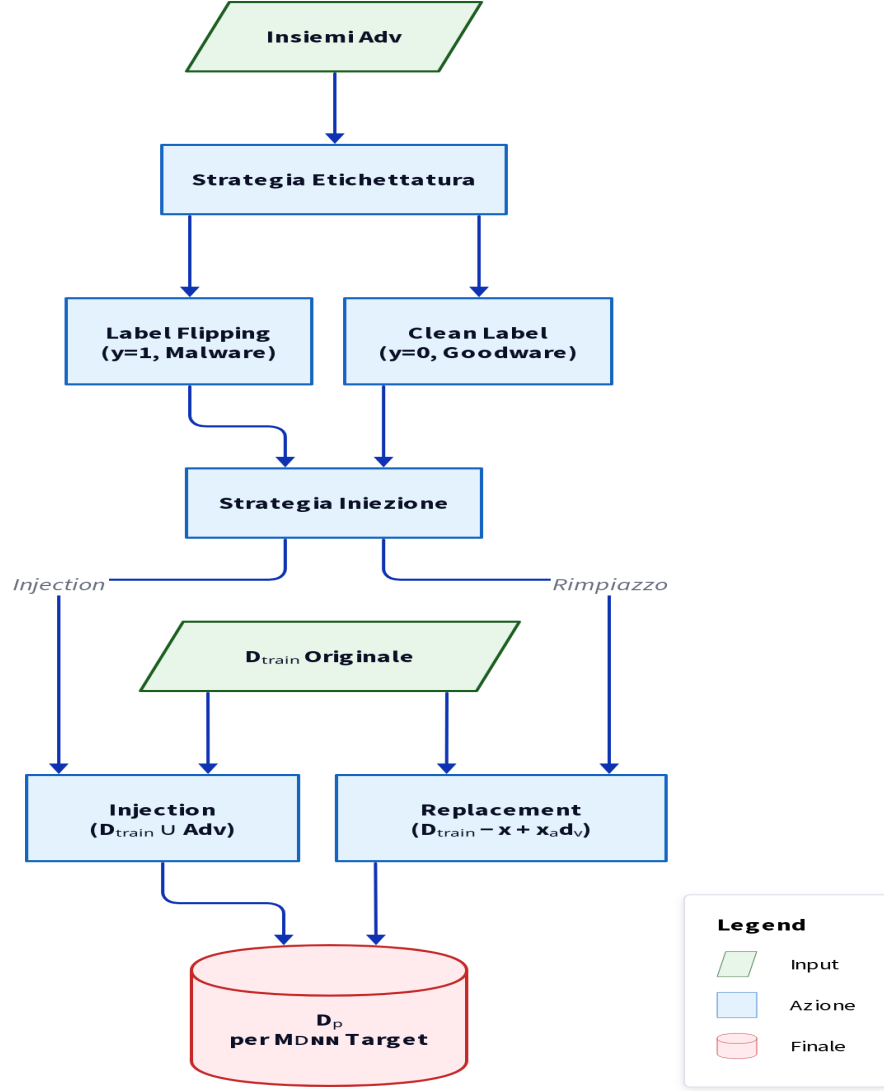 Insiemi Adv
Strategia Etichettatura
Label Flipping
(y=1, Malware)
Clean Label
(y=0, Goodware)
Strategia Iniezione
Injection
Rimpiazzo
Dₜᵣₐᵢₙ Originale
Injection
(Dₜᵣₐᵢₙ ∪ Adv)
Replacement
(Dₜᵣₐᵢₙ − x + xₐdᵥ)
Dₚ
per MDNN Target
Legend
Input
Azione
Finale